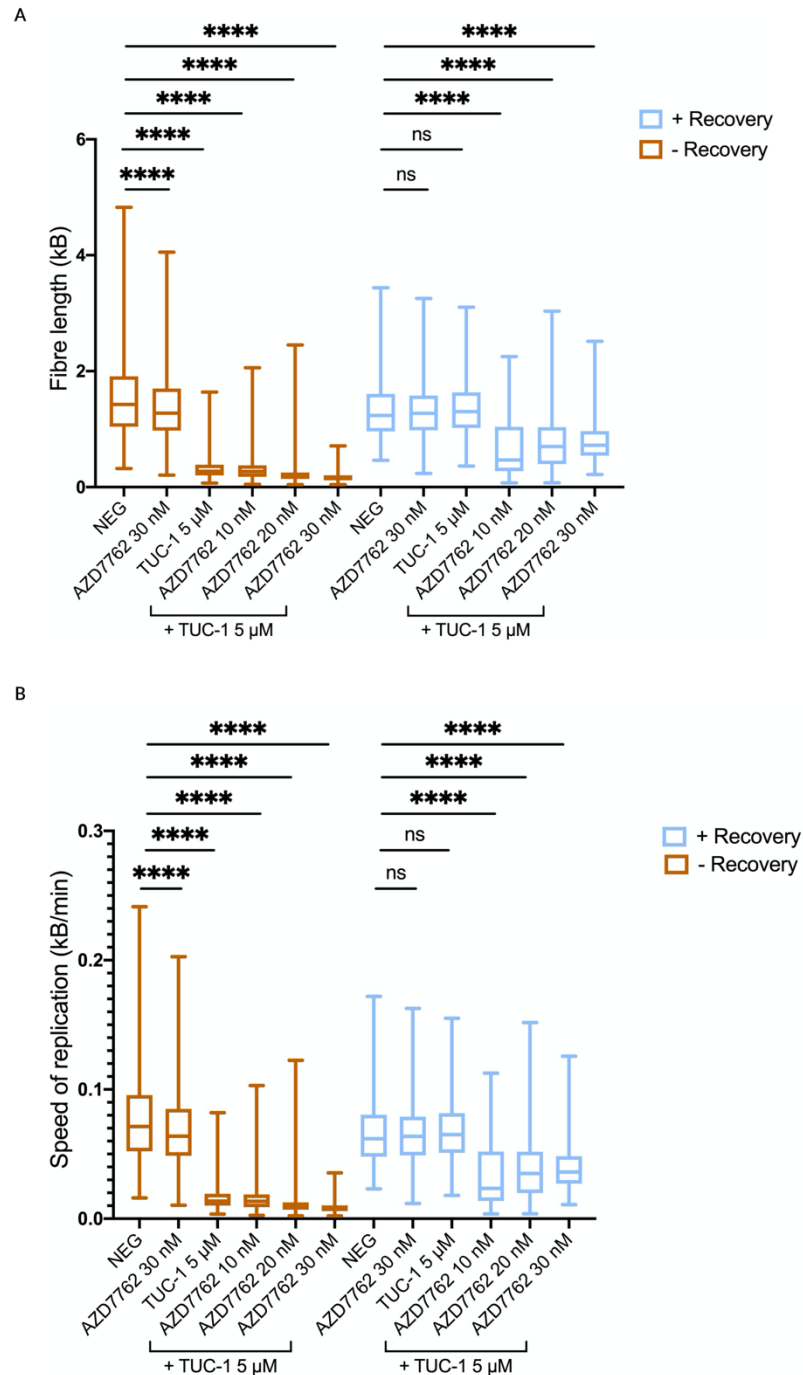 A
**** ****
**** ****
**** ****
**** ns
**** ns
+ Recovery
- Recovery
Fibre length (kB)
6
4
2
0
NEG
AZD7762 30 nM
TUC-1 5 µM
AZD7762 10 nM
AZD7762 20 nM
AZD7762 30 nM
NEG
AZD7762 30 nM
TUC-1 5 µM
AZD7762 10 nM
AZD7762 20 nM
AZD7762 30 nM
+ TUC-1 5 µM
+ TUC-1 5 µM
B
**** ****
**** ****
**** ****
**** ns
**** ns
+ Recovery
- Recovery
Speed of replication (kB/min)
0.3
0.2
0.1
0.0
NEG
AZD7762 30 nM
TUC-1 5 µM
AZD7762 10 nM
AZD7762 20 nM
AZD7762 30 nM
NEG
AZD7762 30 nM
TUC-1 5 µM
AZD7762 10 nM
AZD7762 20 nM
AZD7762 30 nM
+ TUC-1 5 µM
+ TUC-1 5 µM